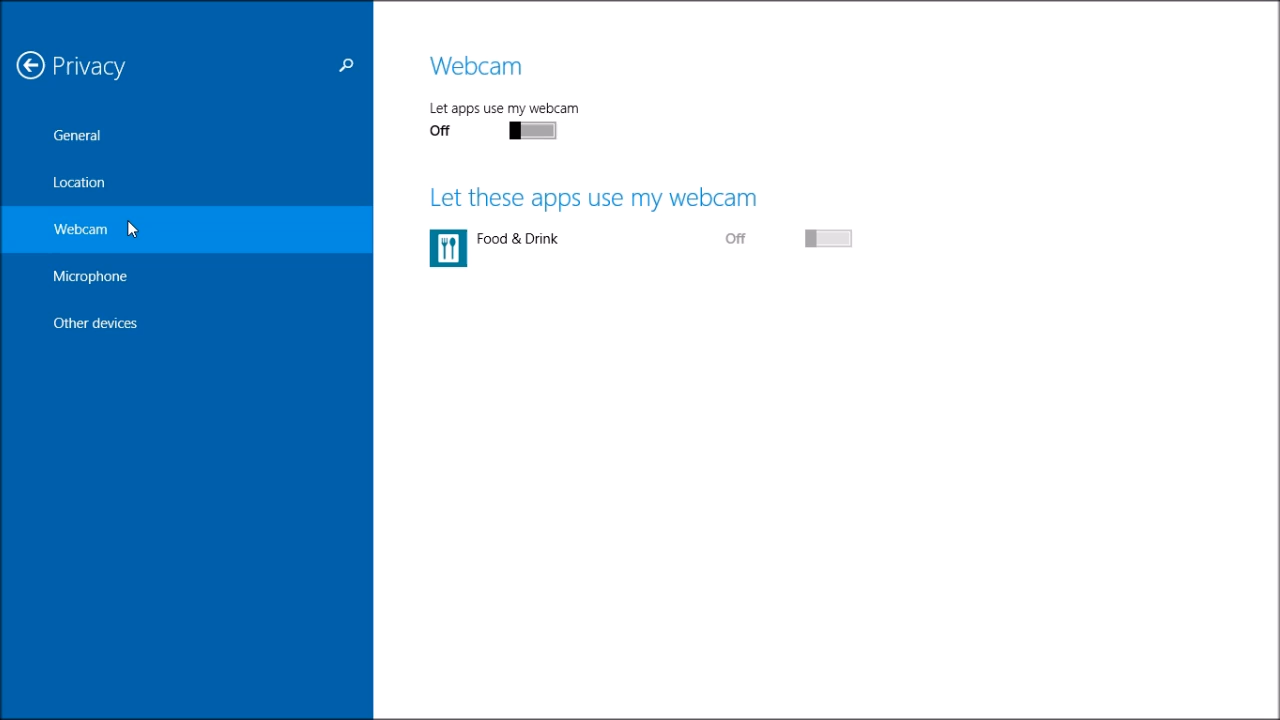 Privacy
General
Location
Webcam
Microphone
Other devices
Webcam
Let apps use my webcam
Off
Let these apps use my webcam
Food & Drink Off